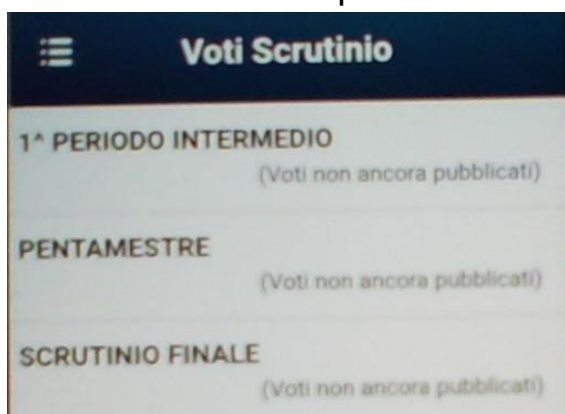 Voti Scrutinio
1^ PERIODO INTERMEDIO
(Voti non ancora pubblicati)
PENTAMESTRE
(Voti non ancora pubblicati)
SCRUTINIO FINALE
(Voti non ancora pubblicati)